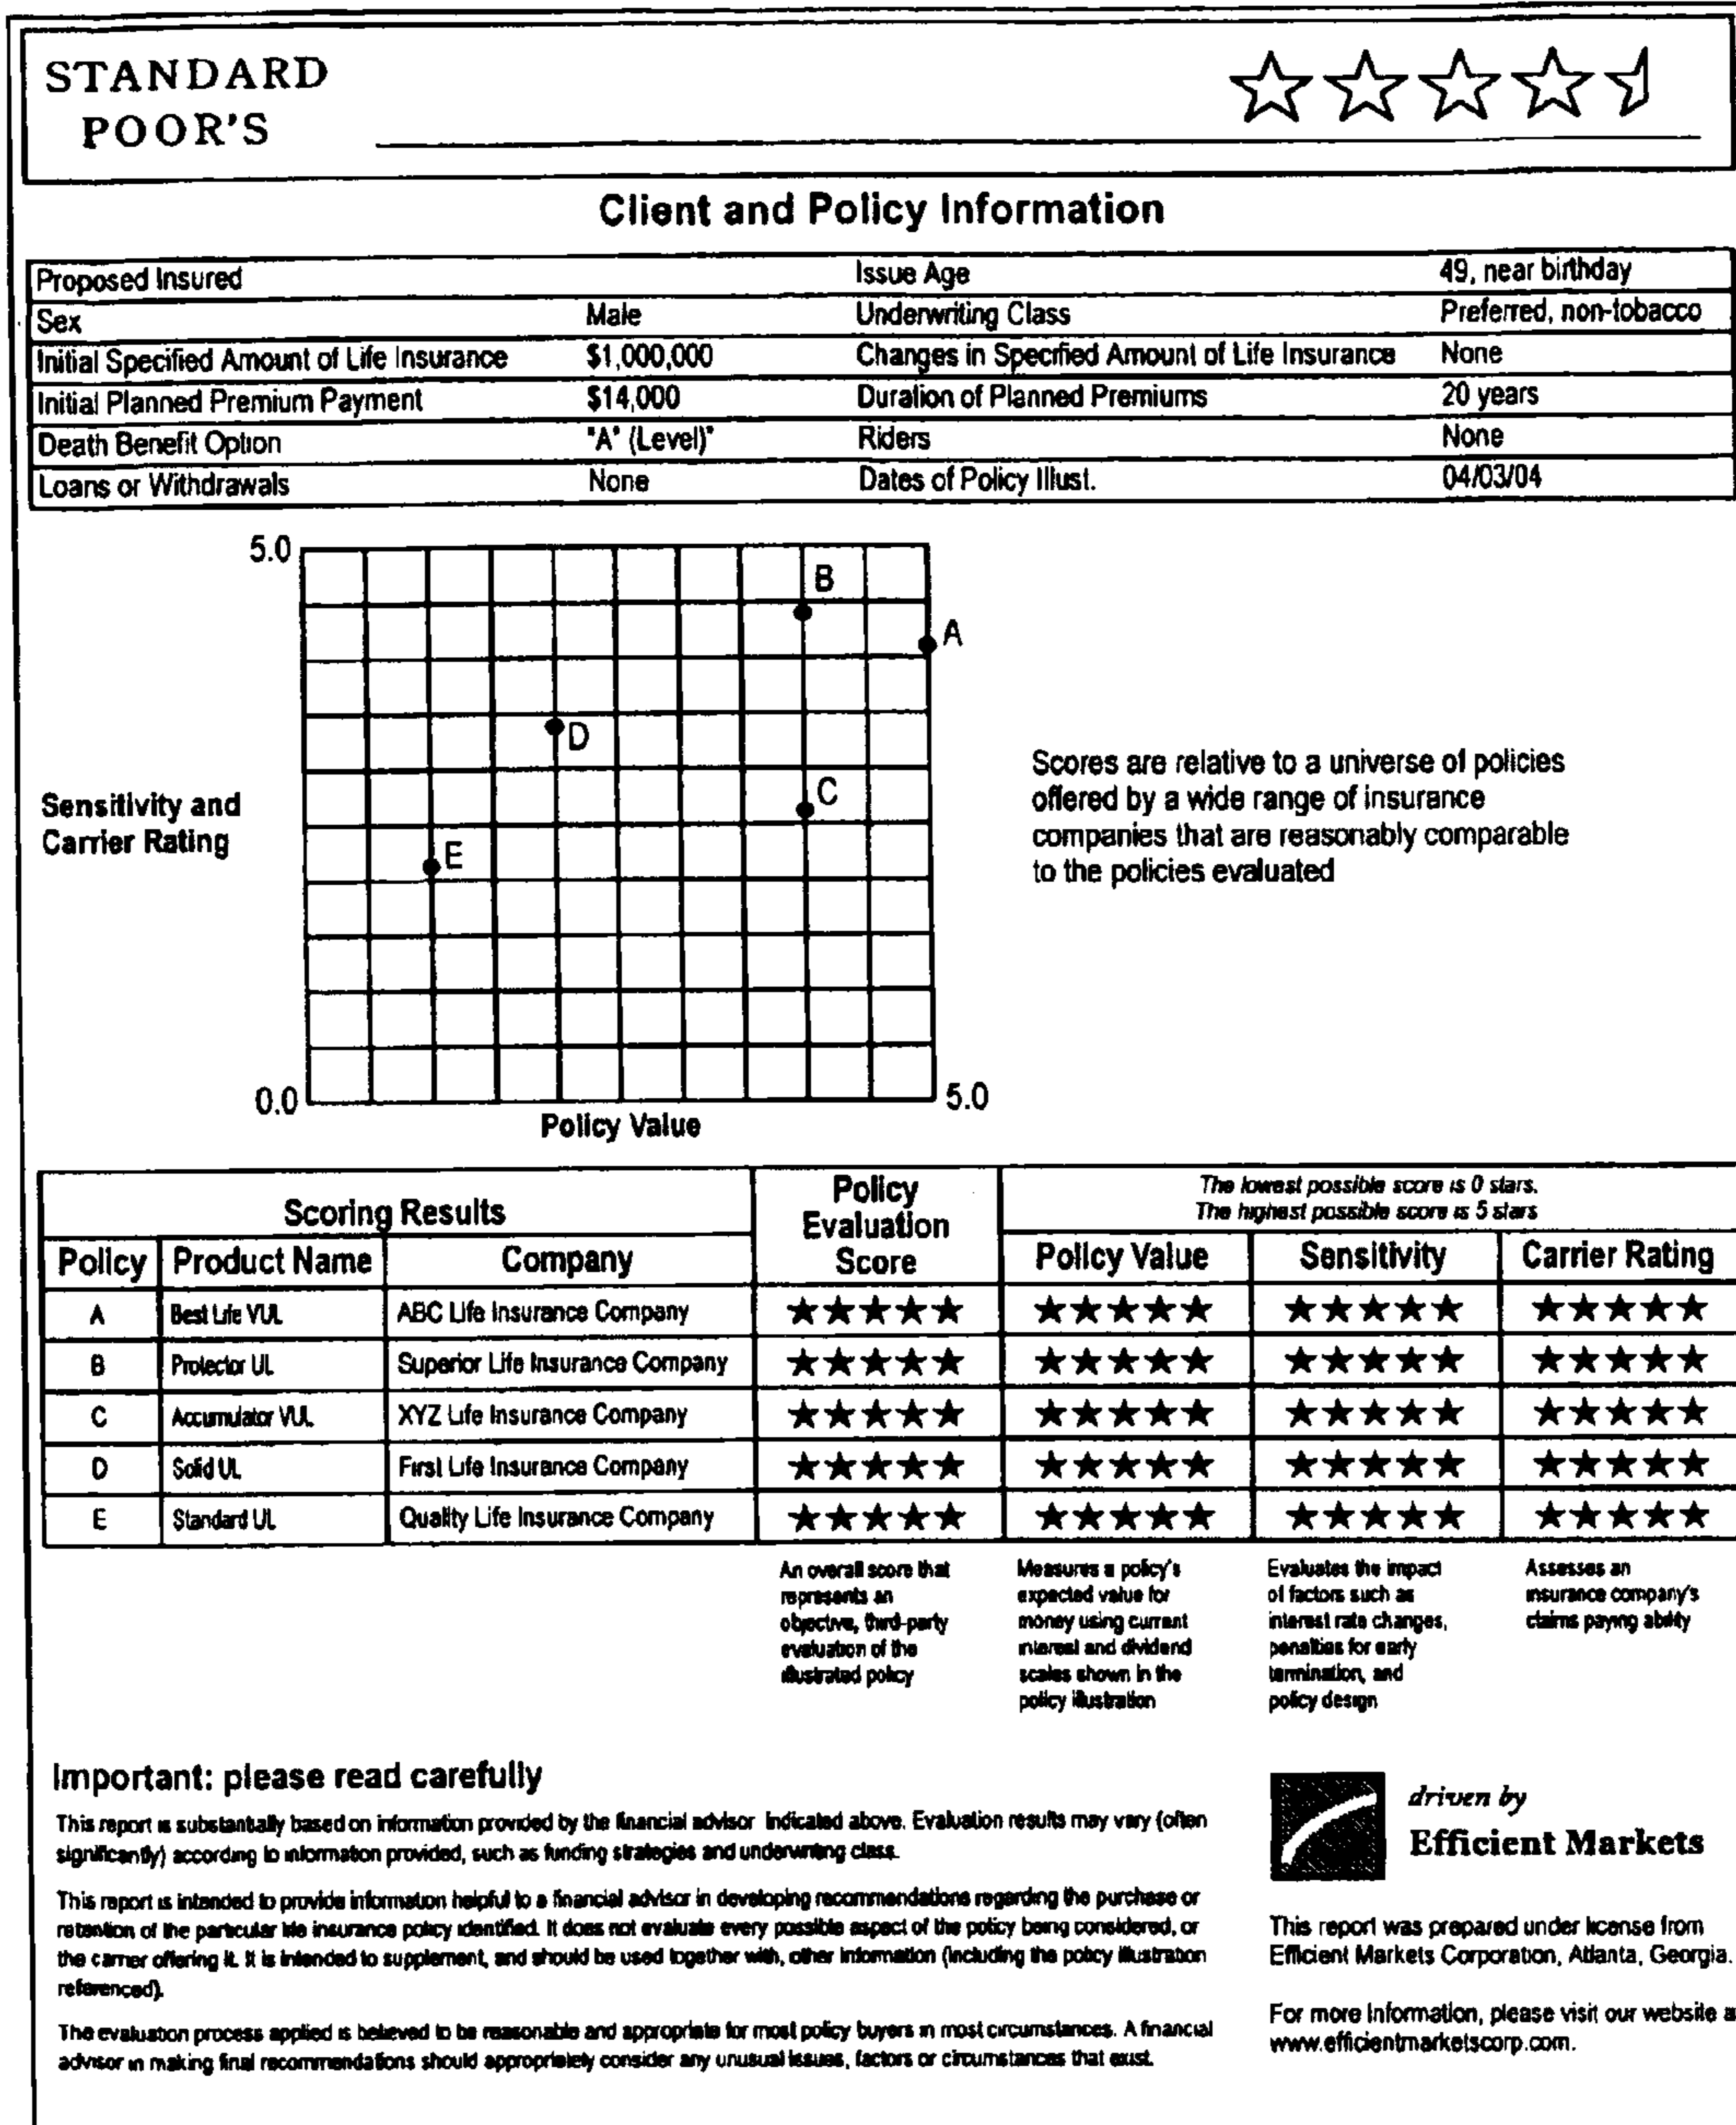 STANDARD
POOR'S
Client and Policy Information
Proposed Insured Issue Age 49, near birthday
Sex Male Underwriting Class Preferred, non-tobacco
Initial Specified Amount of Life Insurance $1,000,000 Changes in Specified Amount of Life Insurance None
Initial Planned Premium Payment $14,000 Duration of Planned Premiums 20 years
Death Benefit Option "A" (Level)" Riders None
Loans or Withdrawals None Dates of Policy Illust. 04/03/04
5.0
B
A
D
C
E
Sensitivity and
Carrier Rating
0.0
5.0
Policy Value
Scores are relative to a universe of policies
offered by a wide range of insurance
companies that are reasonably comparable
to the policies evaluated
Scoring Results
Policy
Evaluation
Score
The lowest possible score is 0 stars.
The highest possible score is 5 stars
Policy Product Name Company Policy Value Sensitivity Carrier Rating
A Best Life VUL ABC Life Insurance Company ★★★★★ ★★★★★ ★★★★★ ★★★★★
B Protector UL Superior Life Insurance Company ★★★★★ ★★★★★ ★★★★★ ★★★★★
C Accumulator VUL XYZ Life Insurance Company ★★★★★ ★★★★★ ★★★★★ ★★★★★
D Solid UL First Life Insurance Company ★★★★★ ★★★★★ ★★★★★ ★★★★★
E Standard UL Quality Life Insurance Company ★★★★★ ★★★★★ ★★★★★ ★★★★★
An overall score that
represents an
objective, third-party
evaluation of the
illustrated policy
Measures a policy's
expected value for
money using current
interest and dividend
scales shown in the
policy illustration
Evaluates the impact
of factors such as
interest rate changes,
penalties for early
termination, and
policy design
Assesses an
insurance company's
claims paying ability
Important: please read carefully
This report is substantially based on information provided by the financial advisor indicated above. Evaluation results may vary (often
significantly) according to information provided, such as funding strategies and underwriting class.
This report is intended to provide information helpful to a financial advisor in developing recommendations regarding the purchase or
retention of the particular life insurance policy identified. It does not evaluate every possible aspect of the policy being considered, or
the carrier offering it. It is intended to supplement, and should be used together with, other information (including the policy illustration
referenced).
The evaluation process applied is believed to be reasonable and appropriate for most policy buyers in most circumstances. A financial
advisor in making final recommendations should appropriately consider any unusual issues, factors or circumstances that exist.
driven by
Efficient Markets
This report was prepared under license from
Efficient Markets Corporation, Atlanta, Georgia.
For more information, please visit our website a
www.efficientmarketscorp.com.